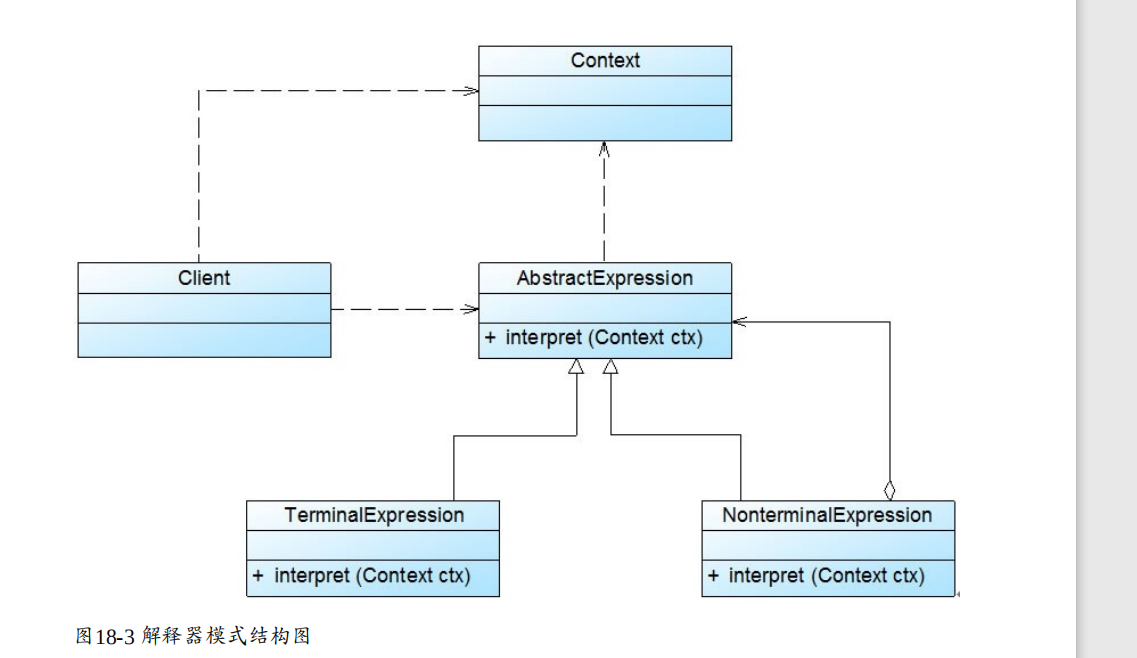 Context
Client
AbstractExpression
+ interpret (Context ctx)
TerminalExpression
+ interpret (Context ctx)
NonterminalExpression
+ interpret (Context ctx)
图18-3 解释器模式结构图